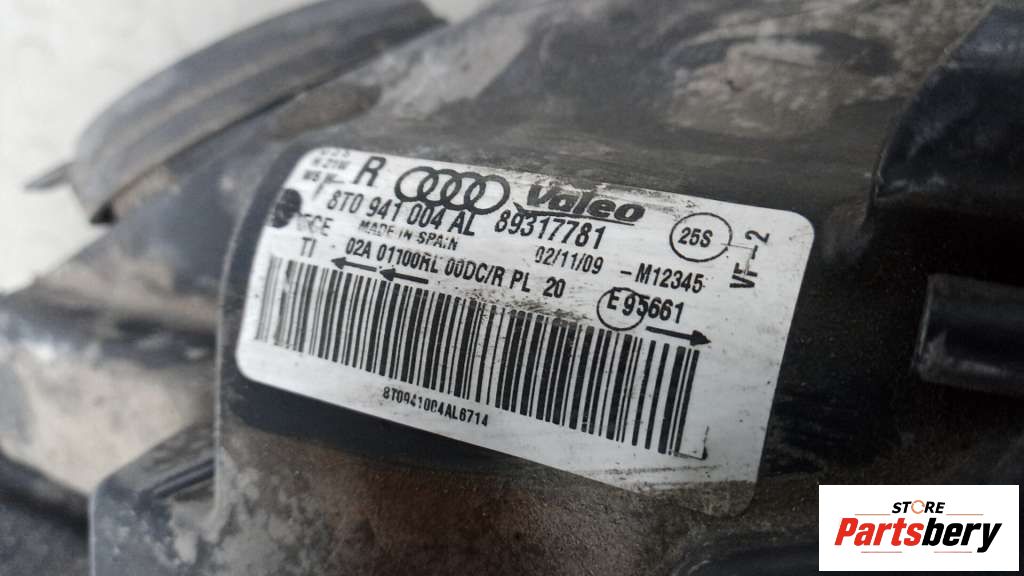 R Valeo
8T0 941 004 AL 89317781
MADE IN SPAIN 02/11/09 -M12345
25S
VF-2
TI 02A 01100RL 00DC/R PL 20
E 95661
8T0941004AL6714
STORE
Partsbery